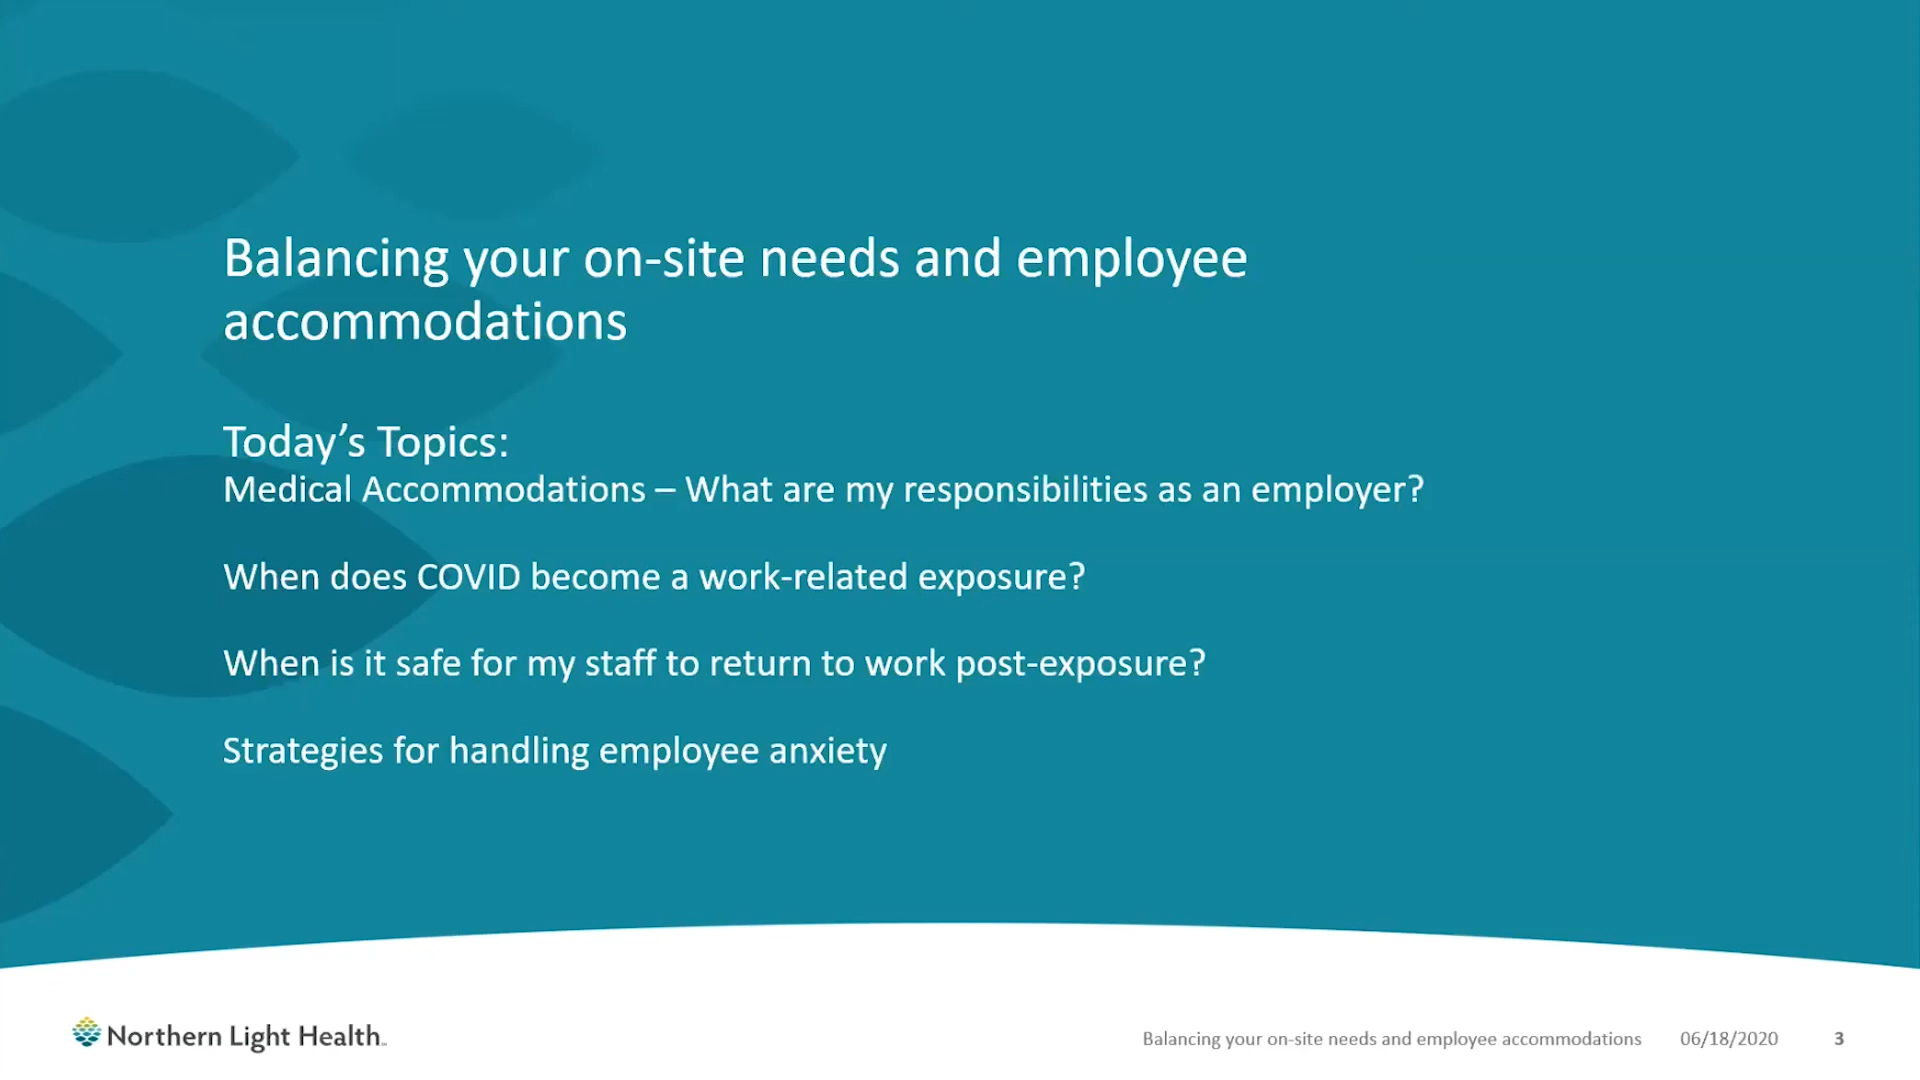 Balancing your on-site needs and employee
accommodations
Today’s Topics:
Medical Accommodations – What are my responsibilities as an employer?
When does COVID become a work-related exposure?
When is it safe for my staff to return to work post-exposure?
Strategies for handling employee anxiety
Northern Light Health
Balancing your on-site needs and employee accommodations 06/18/2020 3